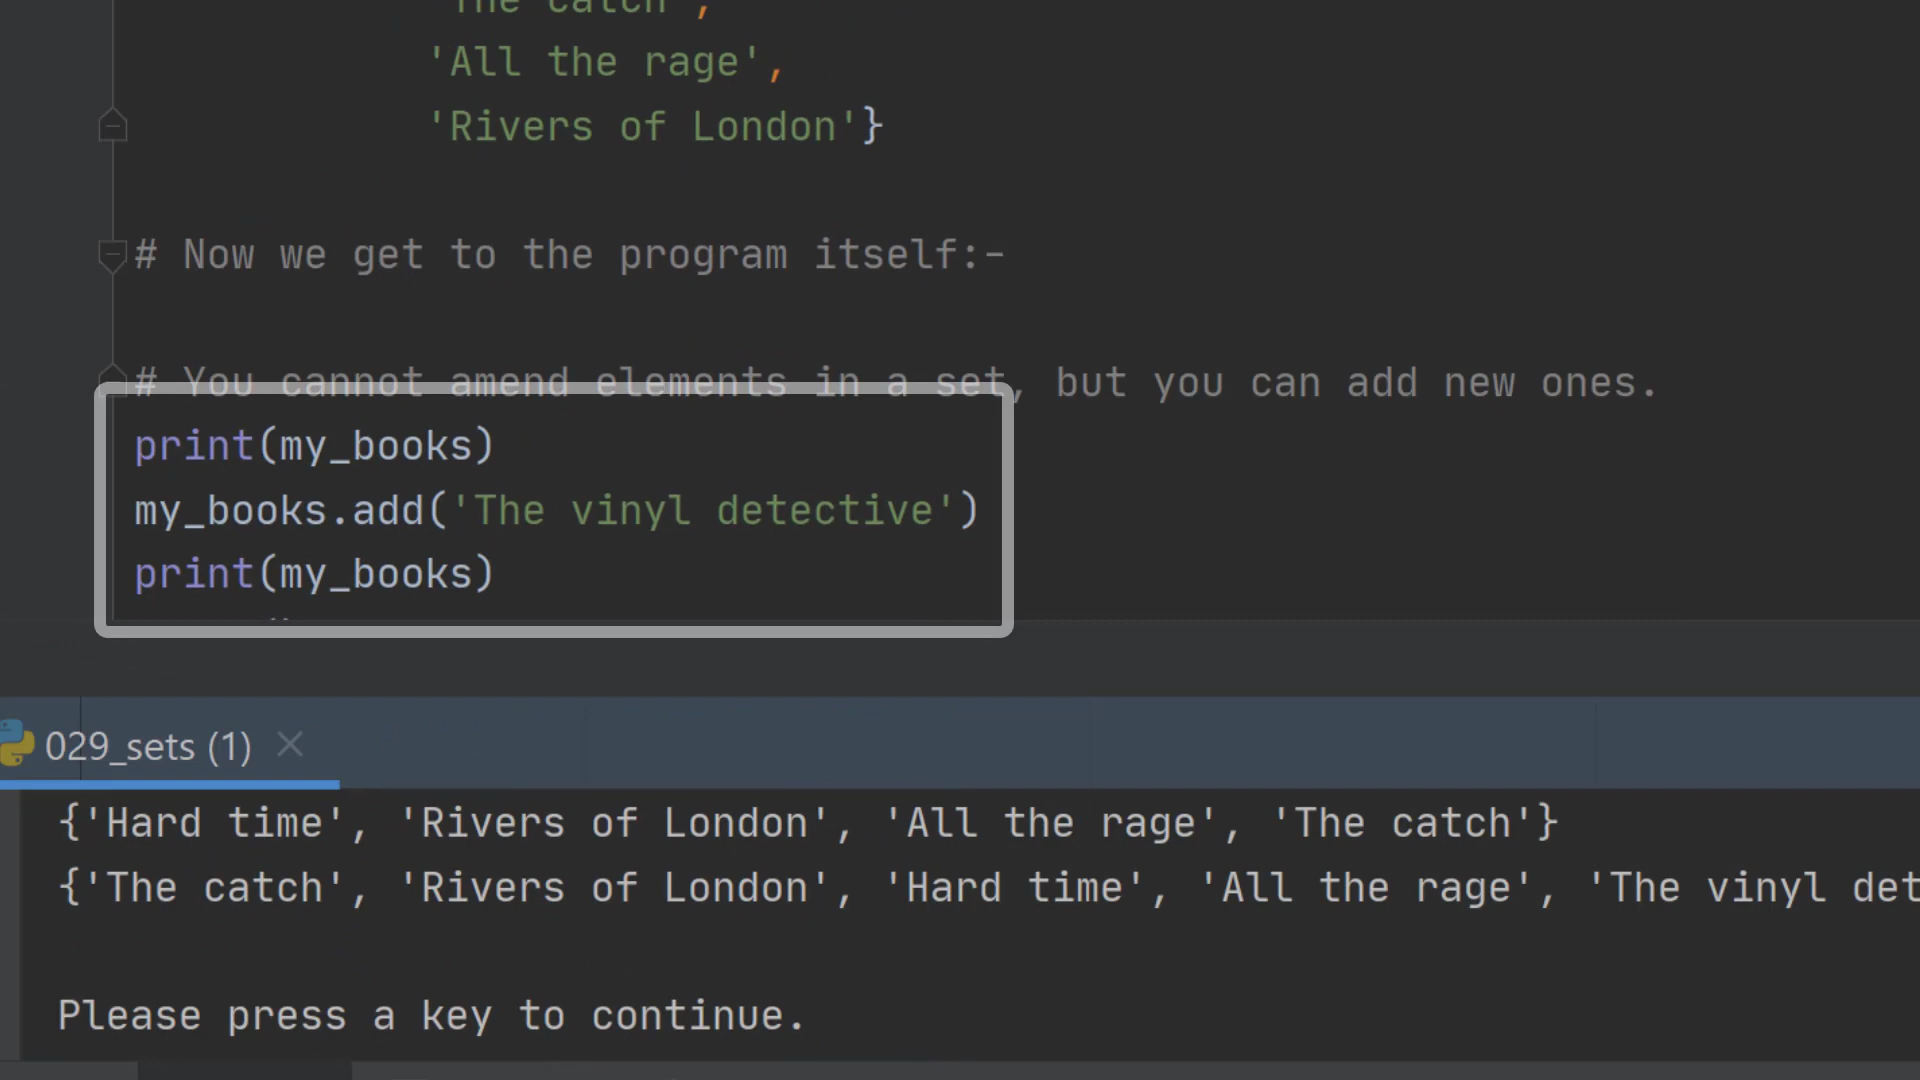 'The catch',
'All the rage',
'Rivers of London'}
# Now we get to the program itself:-
# You cannot amend elements in a set, but you can add new ones.
print(my_books)
my_books.add('The vinyl detective')
print(my_books)
029_sets (1)
{'Hard time', 'Rivers of London', 'All the rage', 'The catch'}
{'The catch', 'Rivers of London', 'Hard time', 'All the rage', 'The vinyl det
Please press a key to continue.